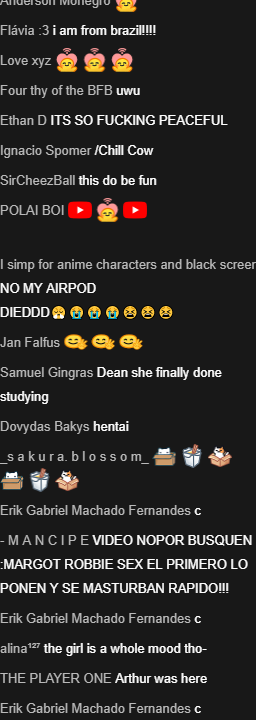 Anderson Monegro
Flávia :3 i am from brazil!!!!
Love xyz
Four thy of the BFB uwu
Ethan D ITS SO FUCKING PEACEFUL
Ignacio Spomer /Chill Cow
SirCheezBall this do be fun
POLAI BOI
I simp for anime characters and black screen
NO MY AIRPOD
DIEDDD
Jan Falfus
Samuel Gingras Dean she finally done
studying
Dovydas Bakys hentai
_s a k u r a. b l o s s o m_
Erik Gabriel Machado Fernandes c
- M A N C I P E VIDEO NOPOR BUSQUEN
:MARGOT ROBBIE SEX EL PRIMERO LO
PONEN Y SE MASTURBAN RAPIDO!!!
Erik Gabriel Machado Fernandes c
alina¹²⁷ the girl is a whole mood tho-
THE PLAYER ONE Arthur was here
Erik Gabriel Machado Fernandes c